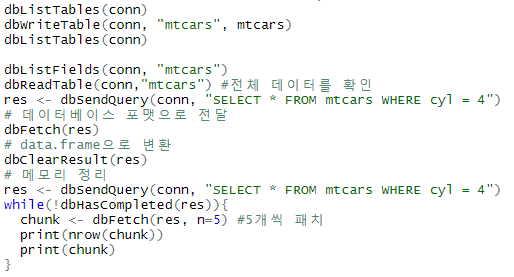 dbListTables(conn)
dbWriteTable(conn, "mtcars", mtcars)
dbListTables(conn)
dbListFields(conn, "mtcars")
dbReadTable(conn,"mtcars") #전체 데이터를 확인
res <- dbSendQuery(conn, "SELECT * FROM mtcars WHERE cyl = 4")
# 데이터베이스 포맷으로 전달
dbFetch(res)
# data.frame으로 변환
dbClearResult(res)
# 메모리 정리
res <- dbSendQuery(conn, "SELECT * FROM mtcars WHERE cyl = 4")
while(!dbHasCompleted(res)){
  chunk <- dbFetch(res, n=5) #5개씩 패치
  print(nrow(chunk))
  print(chunk)
}